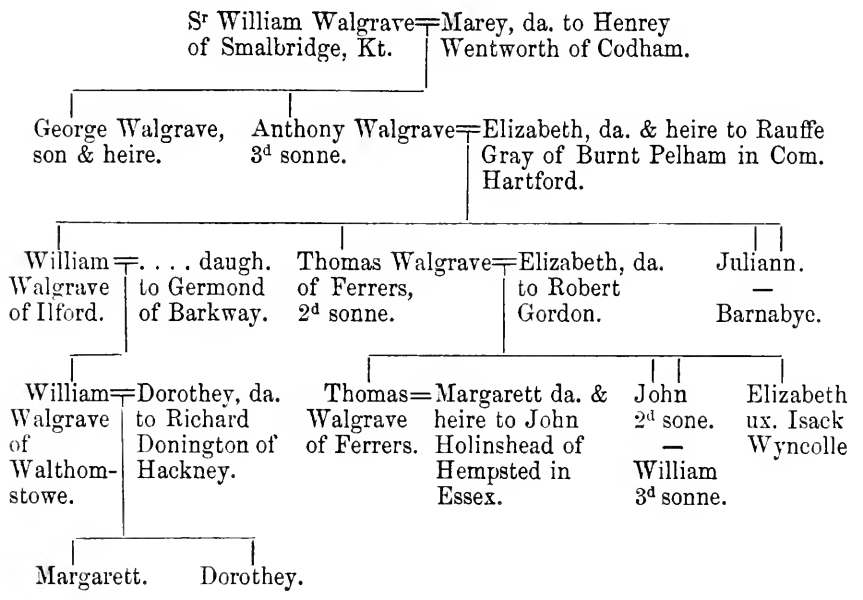 Sr William Walgrave=Marey, da. to Henrey
of Smalbridge, Kt. Wentworth of Codham.
George Walgrave,
son & heire.
Anthony Walgrave=Elizabeth, da. & heire to Rauffe
3d sonne. Gray of Burnt Pelham in Com.
Hartford.
William=. . . . daugh.
Walgrave to Germond
of Ilford. of Barkway.
Thomas Walgrave=Elizabeth, da.
of Ferrers, to Robert
2d sonne. Gordon.
Juliann.
—
Barnabye.
William=Dorothey, da.
Walgrave to Richard
of Donington of
Walthom- Hackney.
stowe.
Thomas=Margarett da. &
Walgrave heire to John
of Ferrers. Holinshead of
Hempsted in
Essex.
John
2d sone.
—
William
3d sonne.
Elizabeth
ux. Isack
Wyncolle
Margarett.
Dorothey.